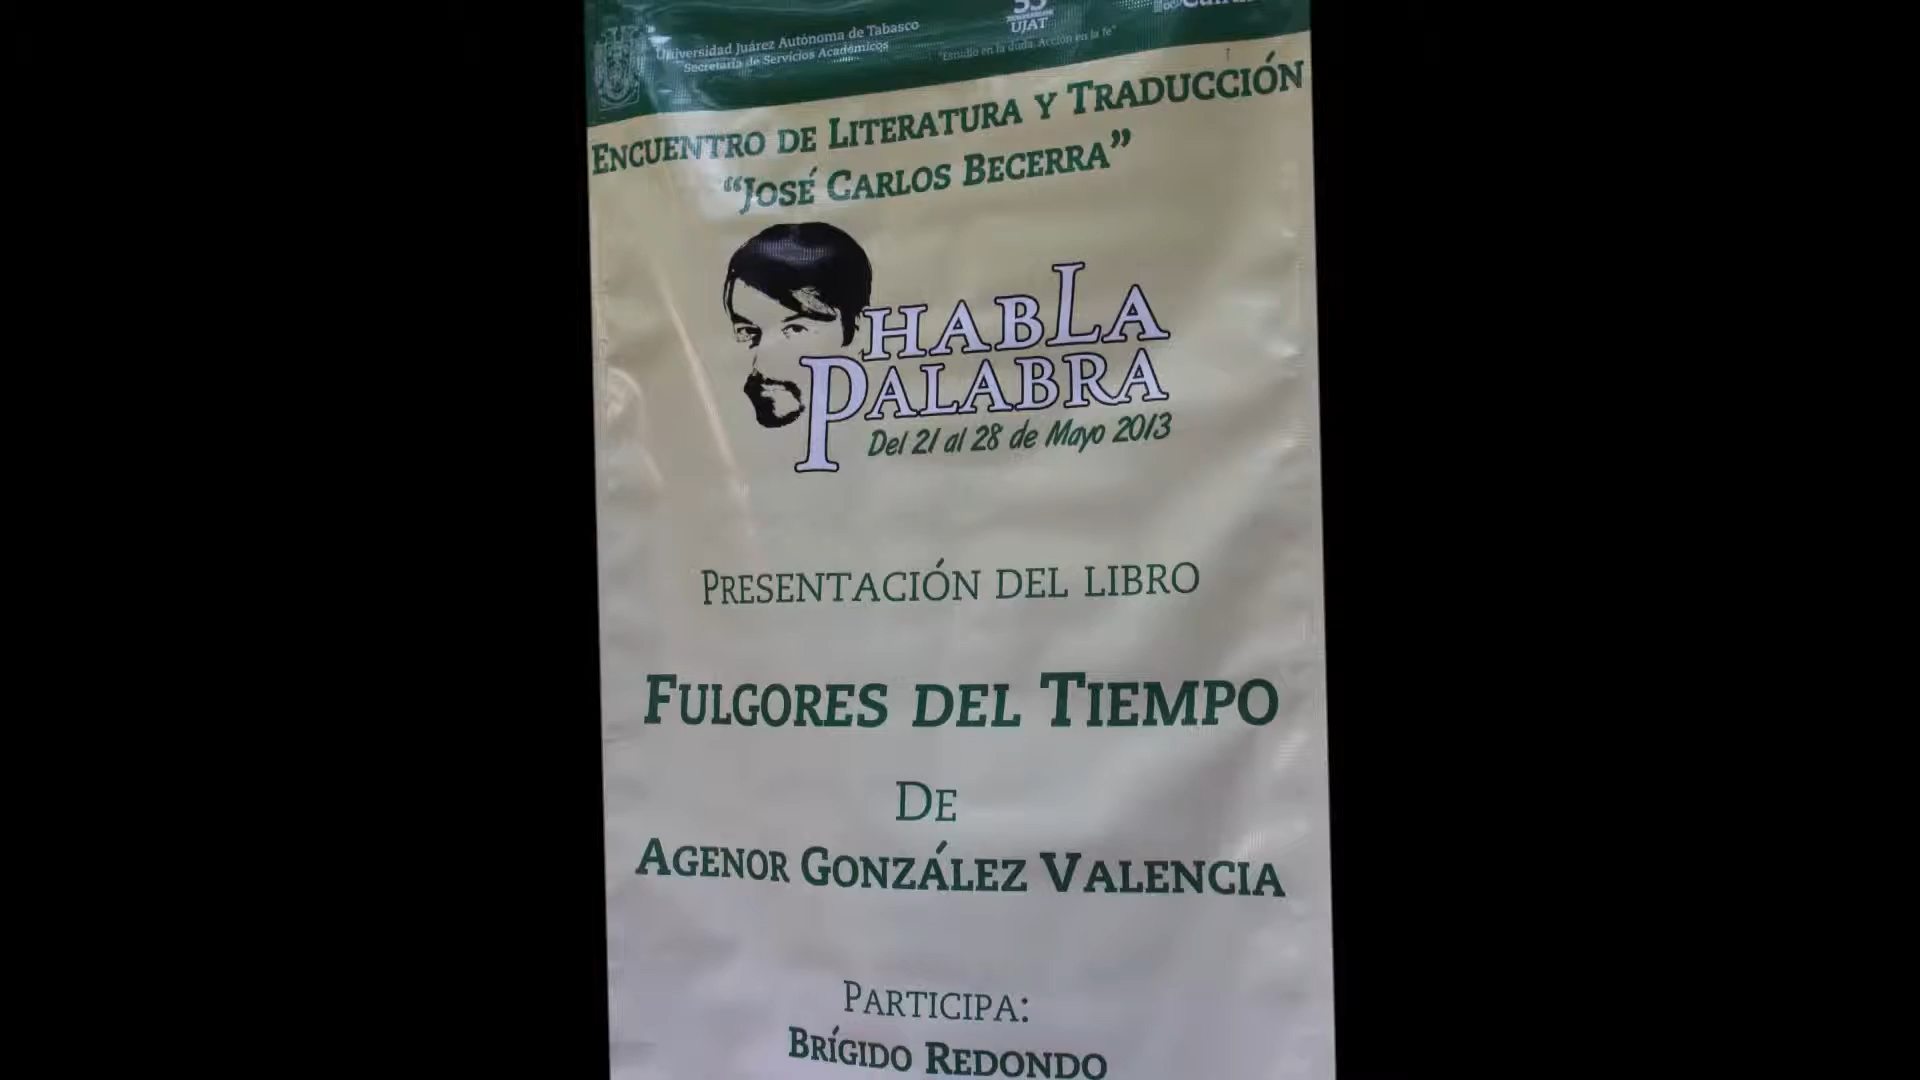 Universidad Juárez Autónoma de Tabasco
Secretaría de Servicios Académicos
55
UJAT
"Estudio en la duda. Acción en la fe"
ENCUENTRO DE LITERATURA Y TRADUCCIÓN
“JOSÉ CARLOS BECERRA”
HABLA
PALABRA
Del 21 al 28 de Mayo 2013
PRESENTACIÓN DEL LIBRO
FULGORES DEL TIEMPO
DE
AGENOR GONZÁLEZ VALENCIA
PARTICIPA:
BRÍGIDO REDONDO